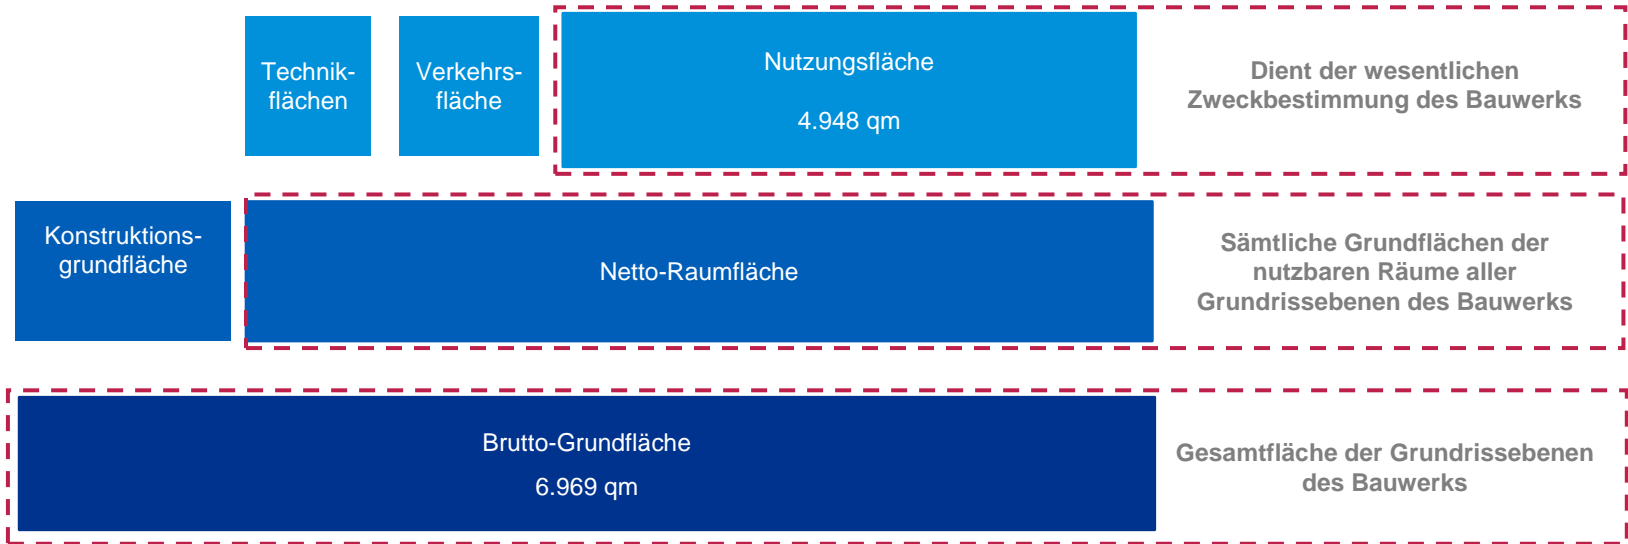 Technik-
flächen
Verkehrs-
fläche
Nutzungsfläche
4.948 qm
Dient der wesentlichen
Zweckbestimmung des Bauwerks
Konstruktions-
grundfläche
Netto-Raumfläche
Sämtliche Grundflächen der
nutzbaren Räume aller
Grundrissebenen des Bauwerks
Brutto-Grundfläche
6.969 qm
Gesamtfläche der Grundrissebenen
des Bauwerks